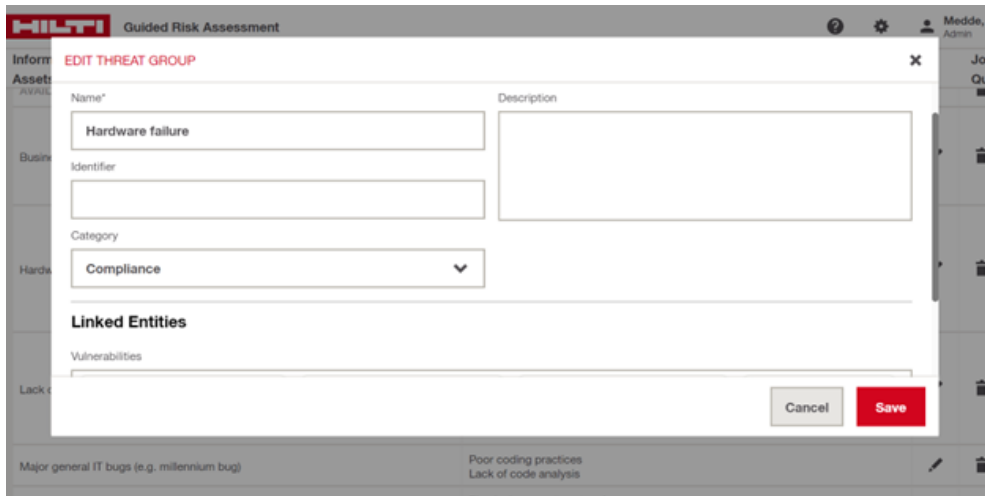 HILTI Guided Risk Assessment
Medde,
Admin
Inform
Assets
Jo
Qu
AVAIL
EDIT THREAT GROUP
Name*
Description
Hardware failure
Busine
Identifier
Category
Compliance
Hardw
Linked Entities
Vulnerabilities
Lack o
Cancel
Save
Major general IT bugs (e.g. millennium bug)
Poor coding practices
Lack of code analysis